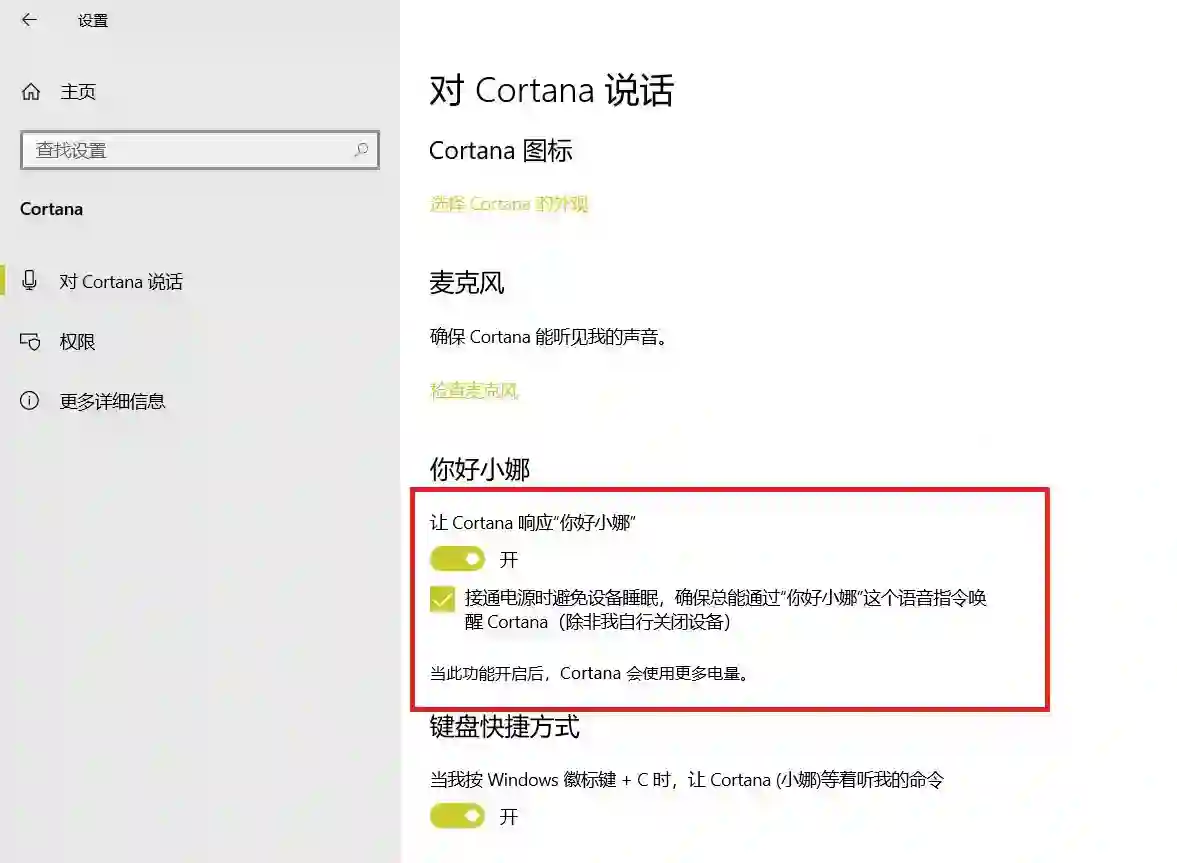 设置
主页
查找设置
Cortana
对 Cortana 说话
权限
更多详细信息
对 Cortana 说话
Cortana 图标
选择 Cortana 的外观
麦克风
确保 Cortana 能听见我的声音。
检查麦克风
你好小娜
让 Cortana 响应“你好小娜”
开
接通电源时避免设备睡眠，确保总能通过“你好小娜”这个语音指令唤
醒 Cortana（除非我自行关闭设备）
当此功能开启后，Cortana 会使用更多电量。
键盘快捷方式
当我按 Windows 徽标键 + C 时，让 Cortana (小娜)等着听我的命令
开